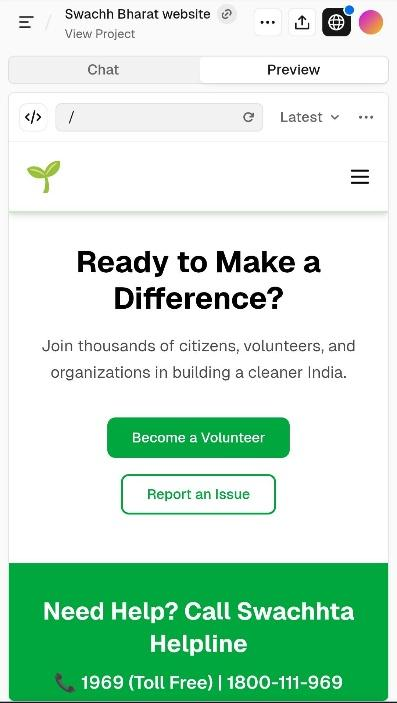 Swachh Bharat website
View Project
Chat
Preview
/
Latest
Ready to Make a
Difference?
Join thousands of citizens, volunteers, and
organizations in building a cleaner India.
Become a Volunteer
Report an Issue
Need Help? Call Swachhta
Helpline
📞 1969 (Toll Free) | 1800-111-969